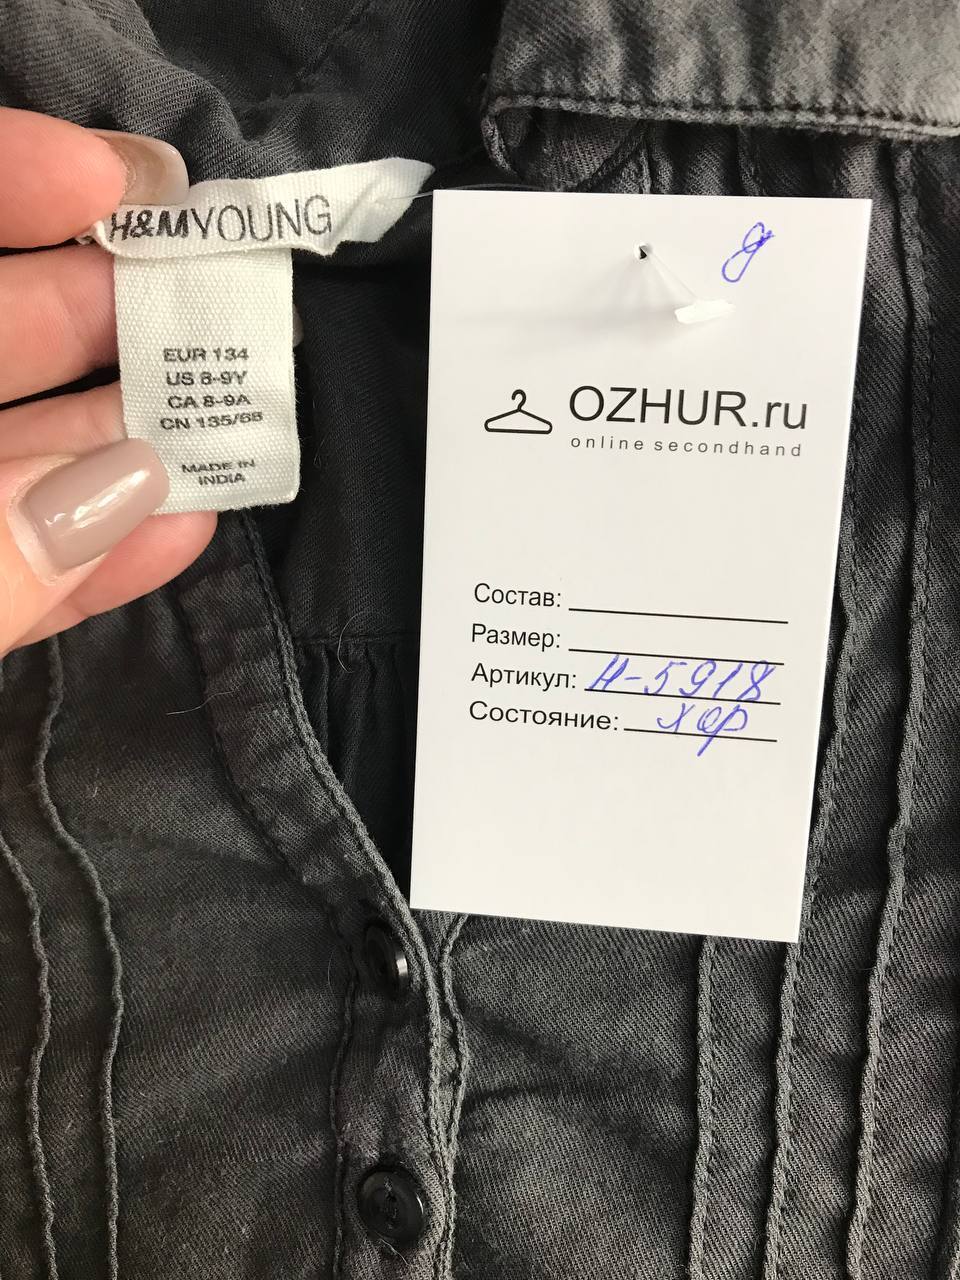 H&MYOUNG
EUR 134
US 8-9Y
CA 8-9A
CN 135/68
MADE IN
INDIA
OZHUR.ru
online secondhand
Состав:
Размер:
Артикул: Н-5918
Состояние: хор